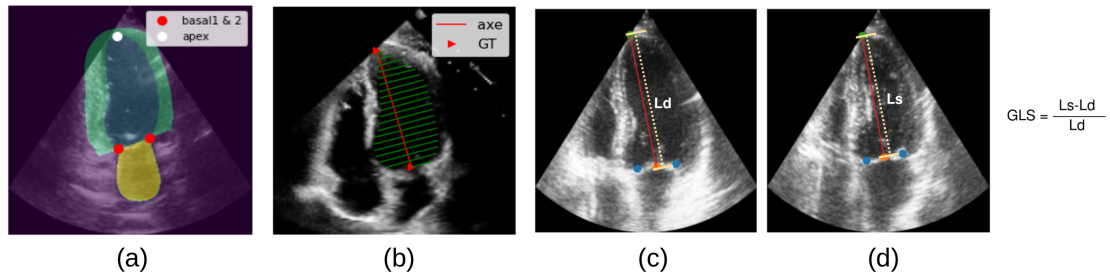 basal1 & 2
apex
axe
GT
Ld
Ls
GLS = Ls-Ld
Ld
(a)
(b)
(c)
(d)